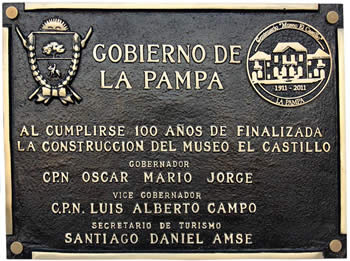 GOBIERNO DE
LA PAMPA
1911 - 2011
LA PAMPA
AL CUMPLIRSE 100 AÑOS DE FINALIZADA
LA CONSTRUCCION DEL MUSEO EL CASTILLO
GOBERNADOR
C.P.N. OSCAR MARIO JORGE
VICE GOBERNADOR
C.P.N. LUIS ALBERTO CAMPO
SECRETARIO DE TURISMO
SANTIAGO DANIEL AMSE